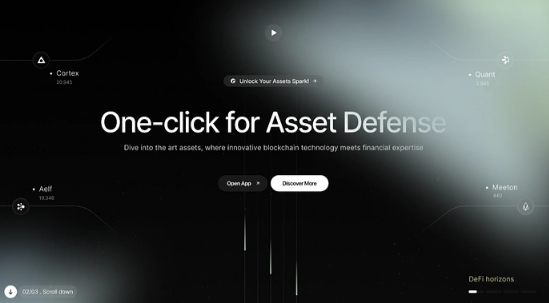 Cortex
20.945
Quant
Unlock Your Assets Spark!
One-click for Asset Defense
Dive into the art assets, where innovative blockchain technology meets financial expertise
Open App
Discover More
Aelf
19.346
Meeton
440
02/03 . Scroll down
DeFi horizons